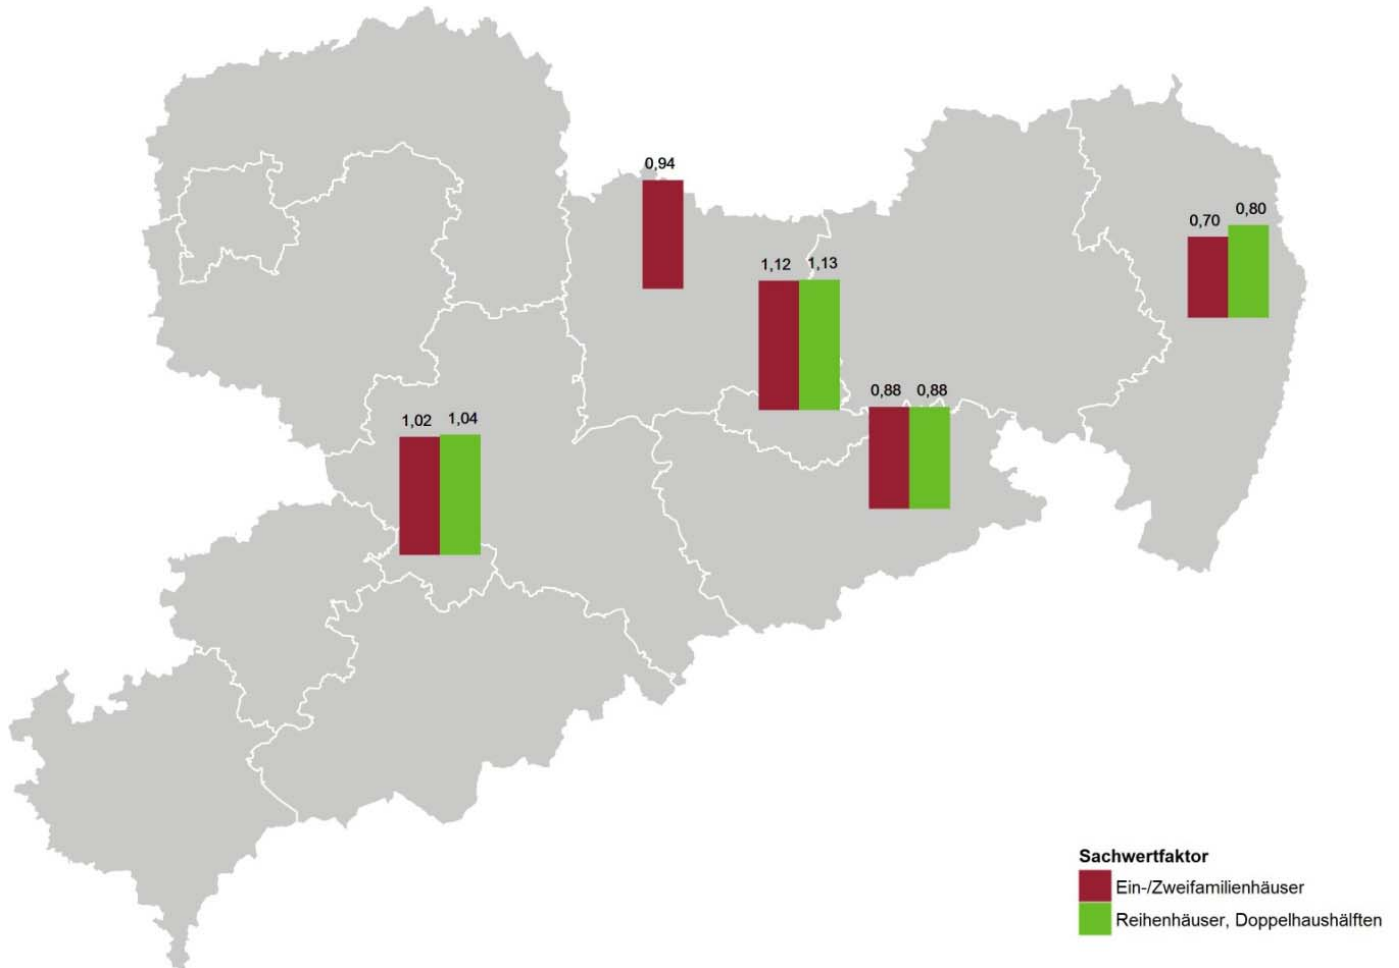 0,94
0,70 0,80
1,12 1,13
0,88 0,88
1,02 1,04
Sachwertfaktor
Ein-/Zweifamilienhäuser
Reihenhäuser, Doppelhaushälften